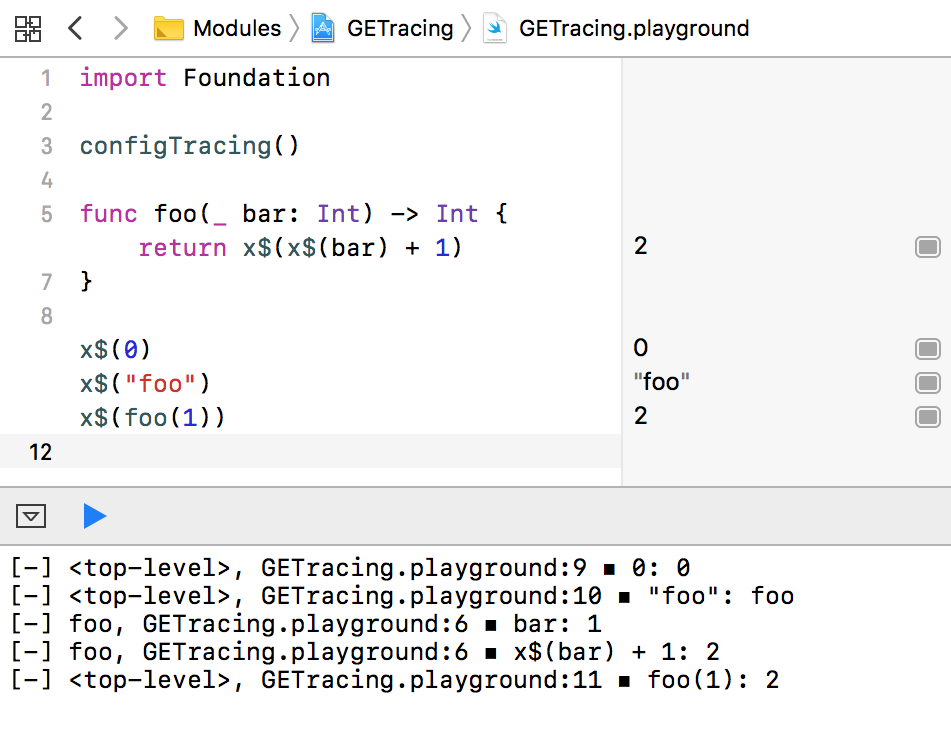 Modules GETracing GETracing.playground
1 import Foundation
2
3 configTracing()
4
5 func foo(_ bar: Int) -> Int {
return x$(x$(bar) + 1) 2
7 }
8
x$(0) 0
x$("foo") "foo"
x$(foo(1)) 2
12
[-] <top-level>, GETracing.playground:9 ▪ 0: 0
[-] <top-level>, GETracing.playground:10 ▪ "foo": foo
[-] foo, GETracing.playground:6 ▪ bar: 1
[-] foo, GETracing.playground:6 ▪ x$(bar) + 1: 2
[-] <top-level>, GETracing.playground:11 ▪ foo(1): 2